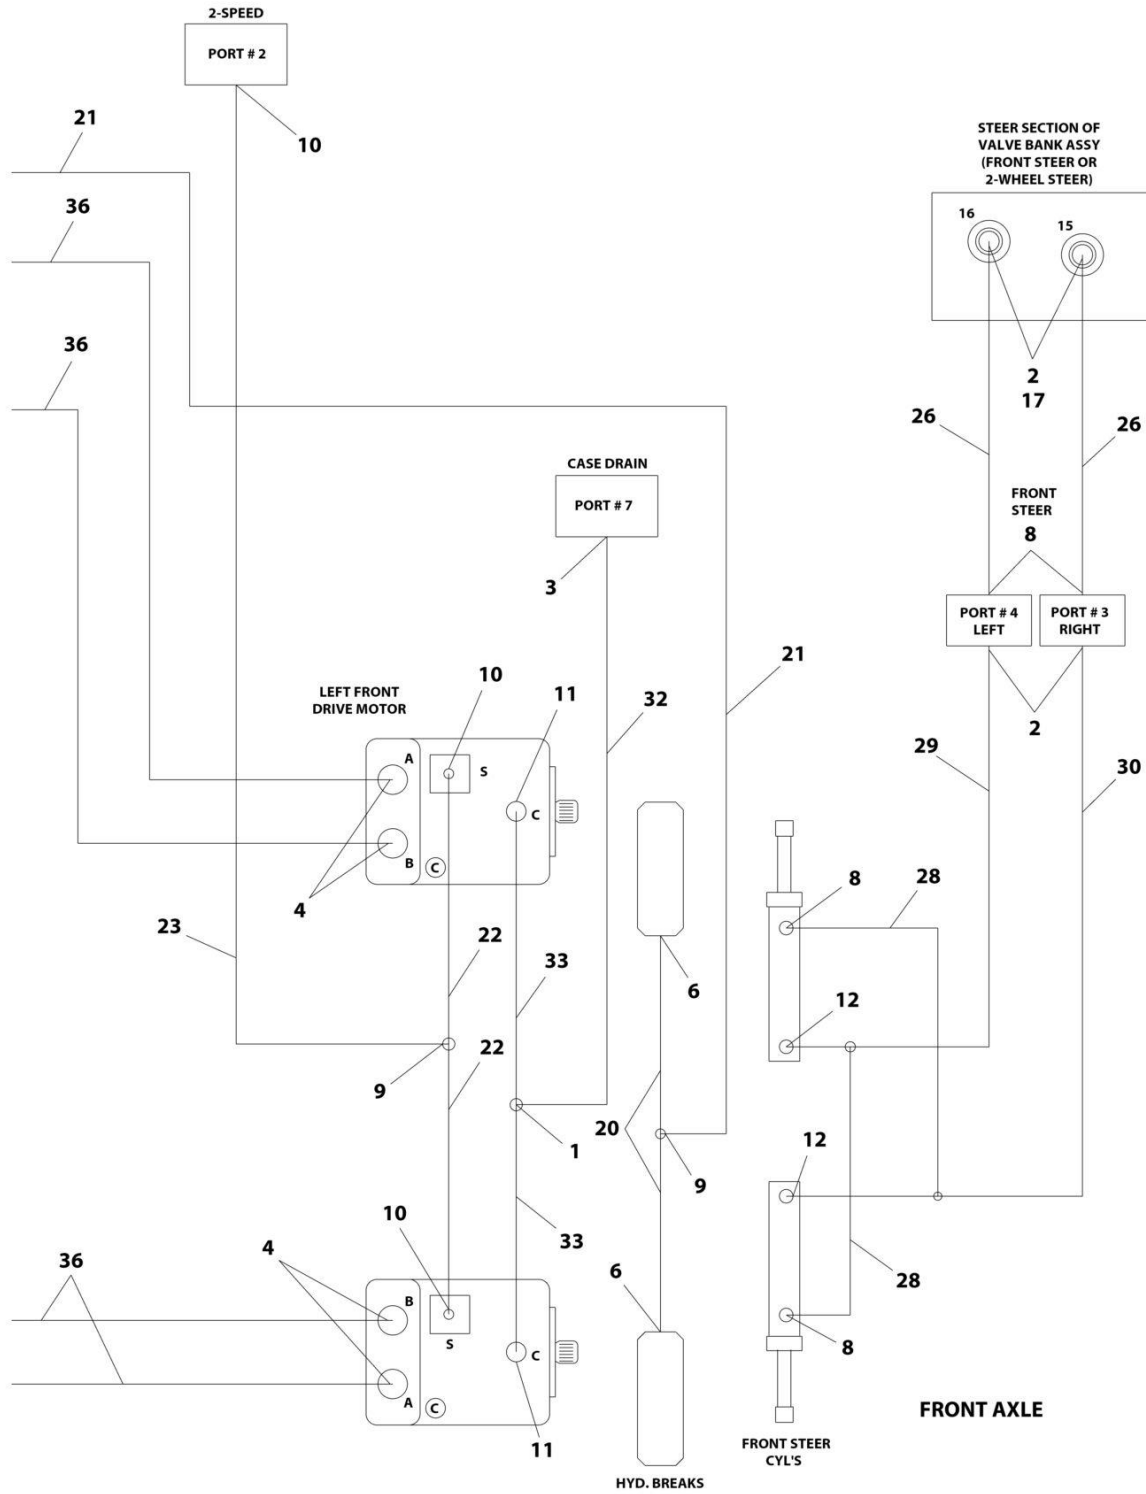 2-SPEED
PORT # 2
10
21
36
36
STEER SECTION OF
VALVE BANK ASSY
(FRONT STEER OR
2-WHEEL STEER)
16
15
2
17
26
26
CASE DRAIN
PORT # 7
3
FRONT
STEER
8
PORT # 4
LEFT
PORT # 3
RIGHT
2
21
LEFT FRONT
DRIVE MOTOR
10
11
32
29
30
A
S
C
B
C
4
23
22
33
6
8
28
12
9
22
1
20
9
12
10
33
4
36
6
28
B
S
C
A
C
8
11
FRONT AXLE
FRONT STEER
CYL'S
HYD. BREAKS